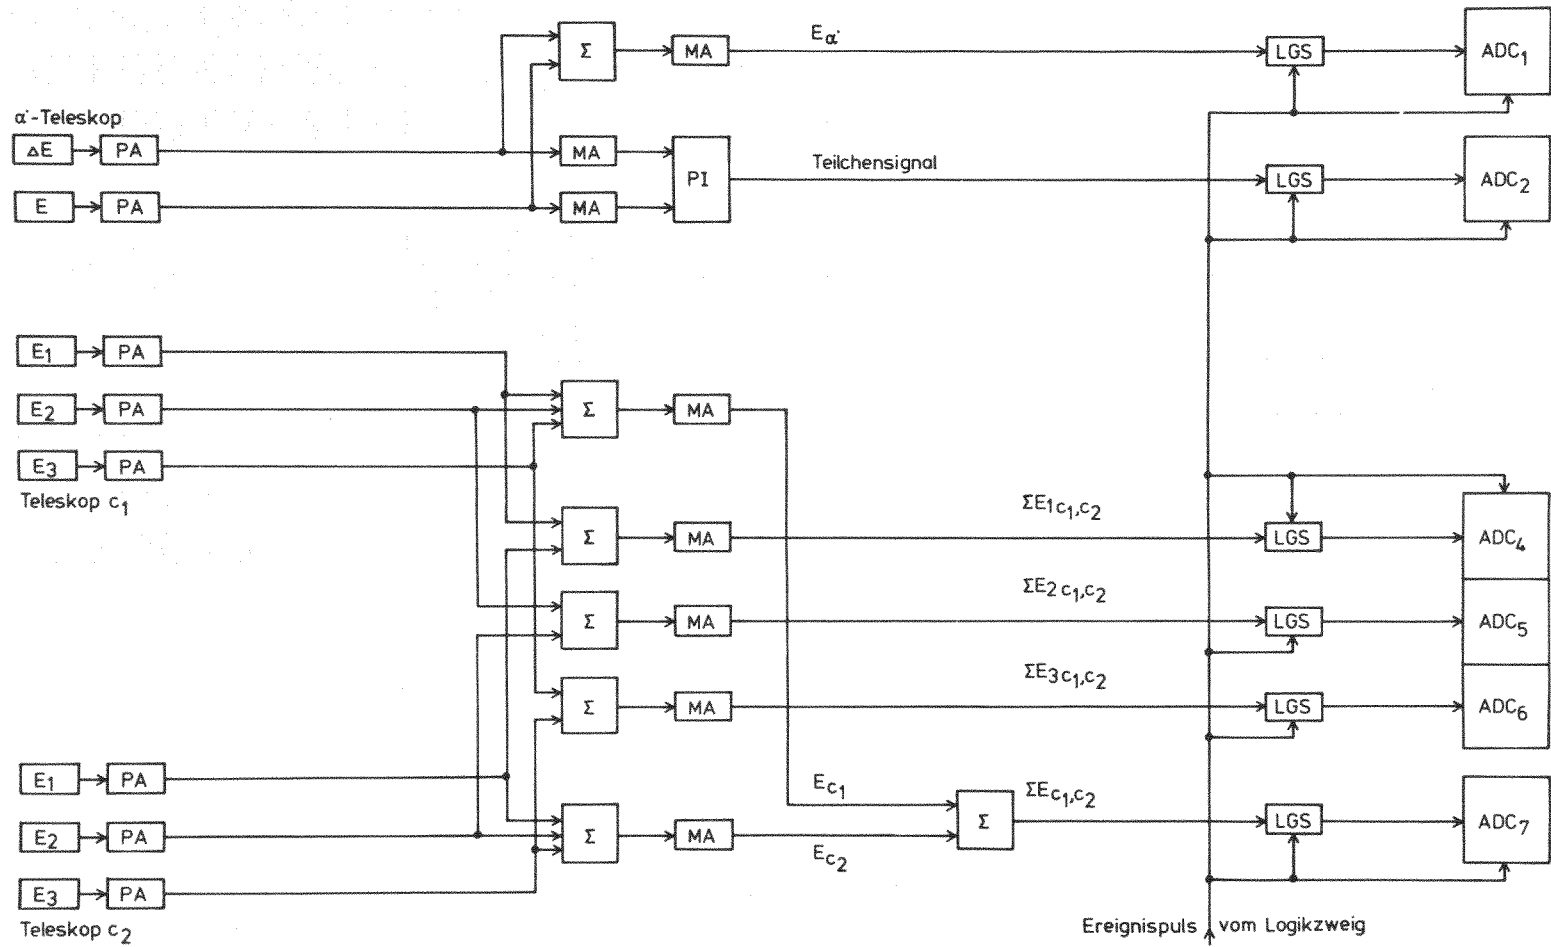 Σ MA Eα' LGS ADC1
α'-Teleskop
ΔE PA MA PI Teilchensignal LGS ADC2
E PA MA
E1 PA
E2 PA Σ MA
E3 PA
Teleskop c1
Σ MA ΣE1c1,c2 LGS ADC4
Σ MA ΣE2c1,c2 LGS ADC5
Σ MA ΣE3c1,c2 LGS ADC6
E1 PA
Ec1 Σ ΣEc1,c2 LGS ADC7
E2 PA Σ MA
Ec2
E3 PA
Teleskop c2
Ereignispuls vom Logikzweig